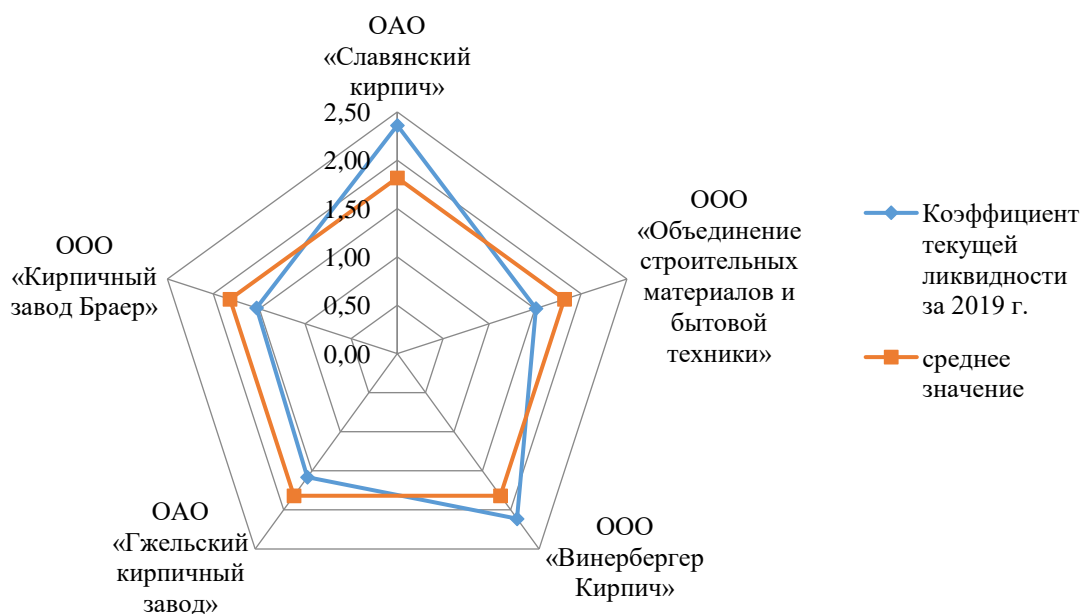 ОАО
«Славянский
кирпич»
2,50
2,00
1,50
1,00
0,50
0,00
ООО
«Объединение
строительных
материалов и
бытовой
техники»
ООО
«Винербергер
Кирпич»
ОАО
«Гжельский
кирпичный
завод»
ООО
«Кирпичный
завод Браер»
Коэффициент
текущей
ликвидности
за 2019 г.
среднее
значение